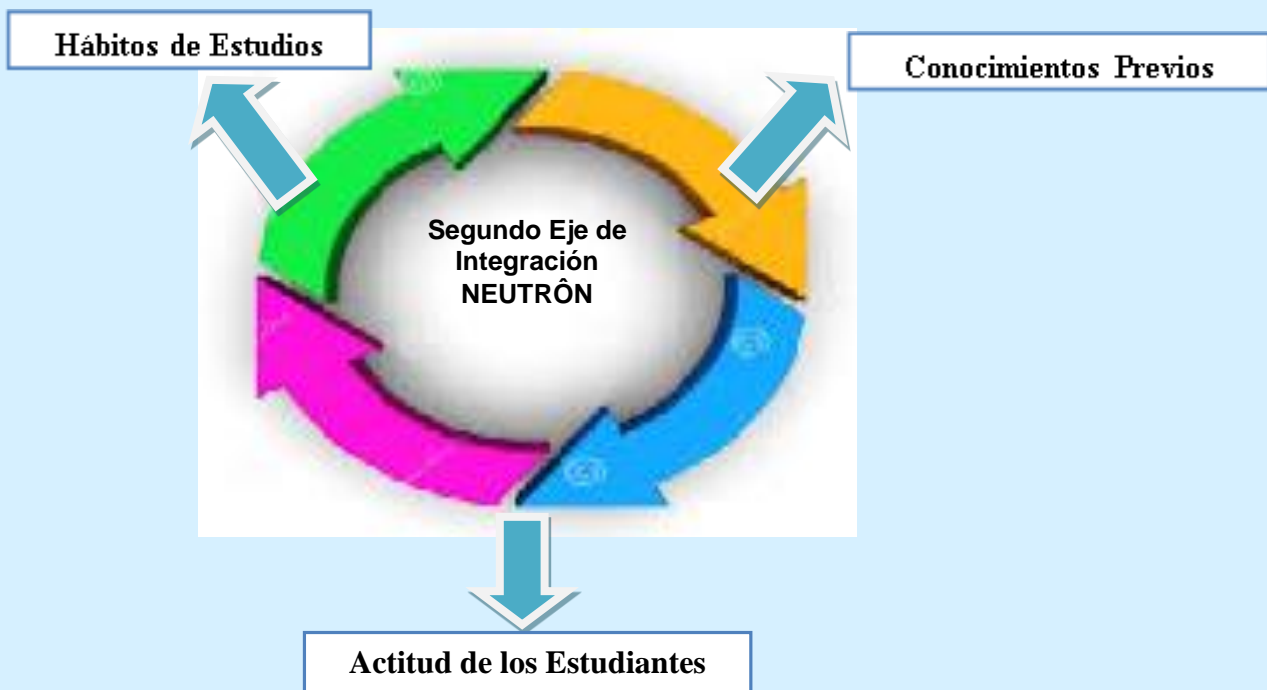 Hábitos de Estudios
Conocimientos Previos
Segundo Eje de
Integración
NEUTRÔN
Actitud de los Estudiantes